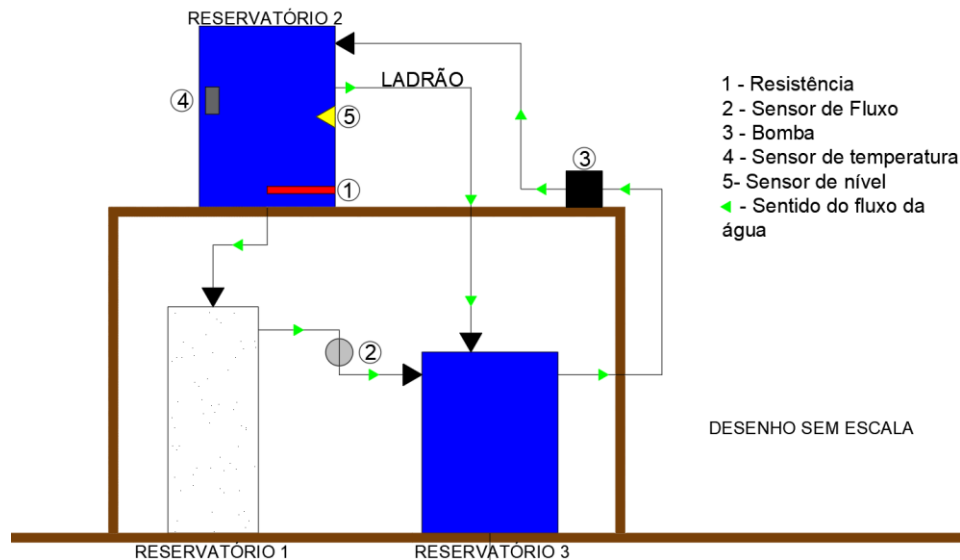 RESERVATÓRIO 2
LADRÃO
4
5
3
1
2
1 - Resistência
2 - Sensor de Fluxo
3 - Bomba
4 - Sensor de temperatura
5- Sensor de nível
- Sentido do fluxo da
água
DESENHO SEM ESCALA
RESERVATÓRIO 1
RESERVATÓRIO 3